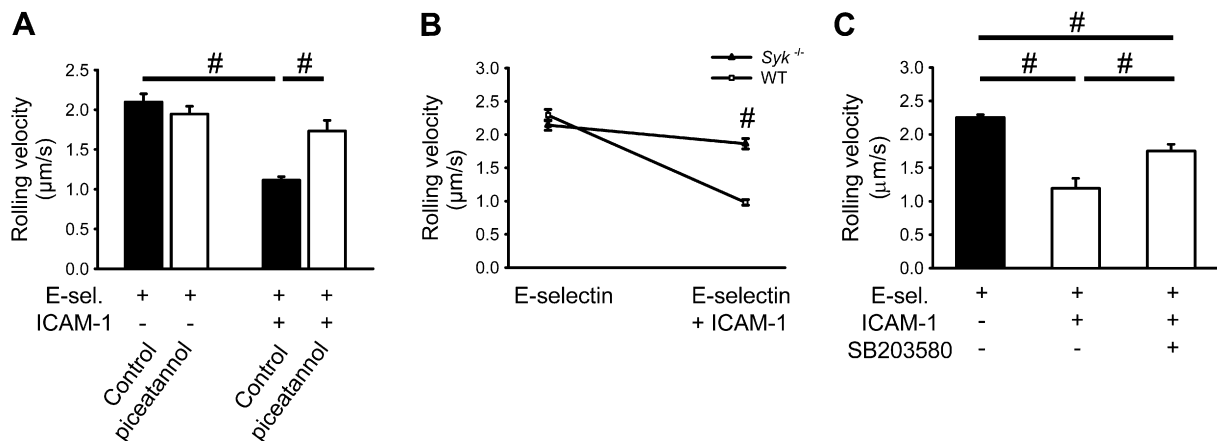 A
#
#
2.5
2.0
1.5
1.0
0.5
0.0
Rolling velocity
(µm/s)
E-sel. + + + +
ICAM-1 - - + +
Control
piceatannol
Control
piceatannol
B
Syk -/-
WT
3.0
2.5
2.0
1.5
1.0
0.5
0.0
#
Rolling velocity
(µm/s)
E-selectin
E-selectin
+ ICAM-1
C
#
#
#
3.0
2.5
2.0
1.5
1.0
0.5
0.0
Rolling velocity
(µm/s)
E-sel. + + +
ICAM-1 - + +
SB203580 - - +